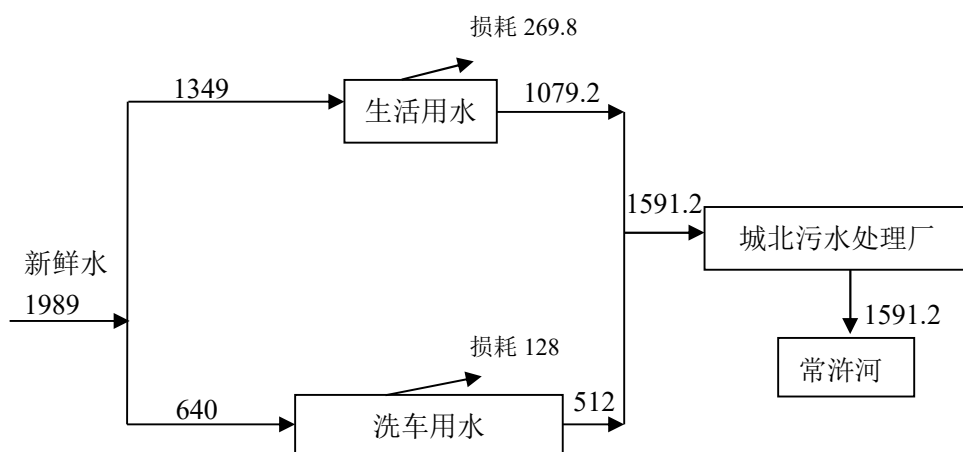 损耗 269.8
1349
生活用水
1079.2
1591.2
城北污水处理厂
新鲜水
1989
1591.2
常浒河
损耗 128
640
洗车用水
512